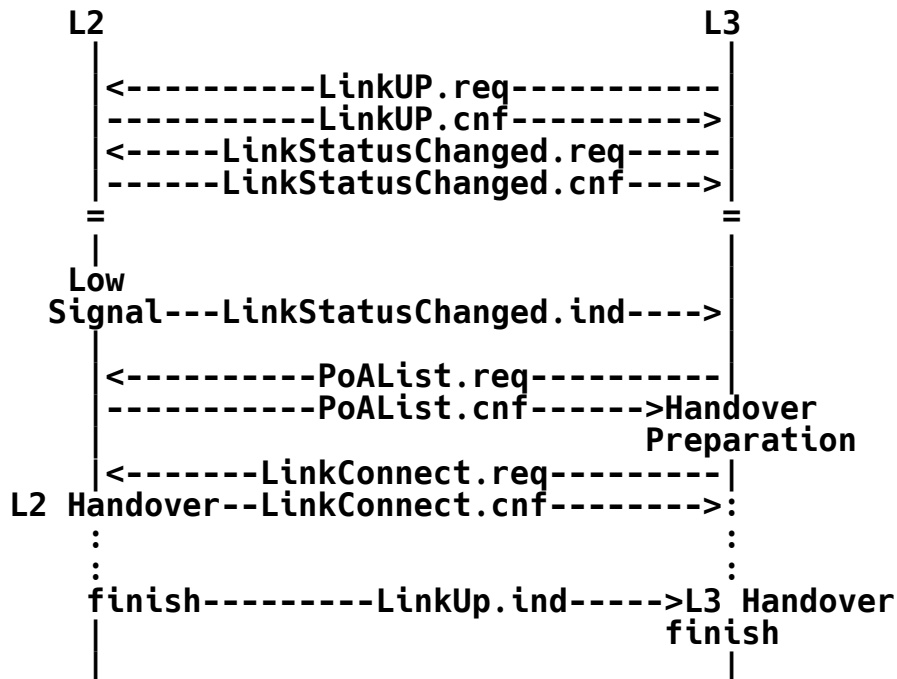 L2 L3
<----------LinkUP.req-----------
-----------LinkUP.cnf---------->
<-----LinkStatusChanged.req-----
------LinkStatusChanged.cnf---->
= =
Low
Signal---LinkStatusChanged.ind---->
<----------PoAList.req----------
-----------PoAList.cnf------>Handover
Preparation
<-------LinkConnect.req---------
L2 Handover--LinkConnect.cnf-------->:
: :
: :
finish---------LinkUp.ind----->L3 Handover
finish